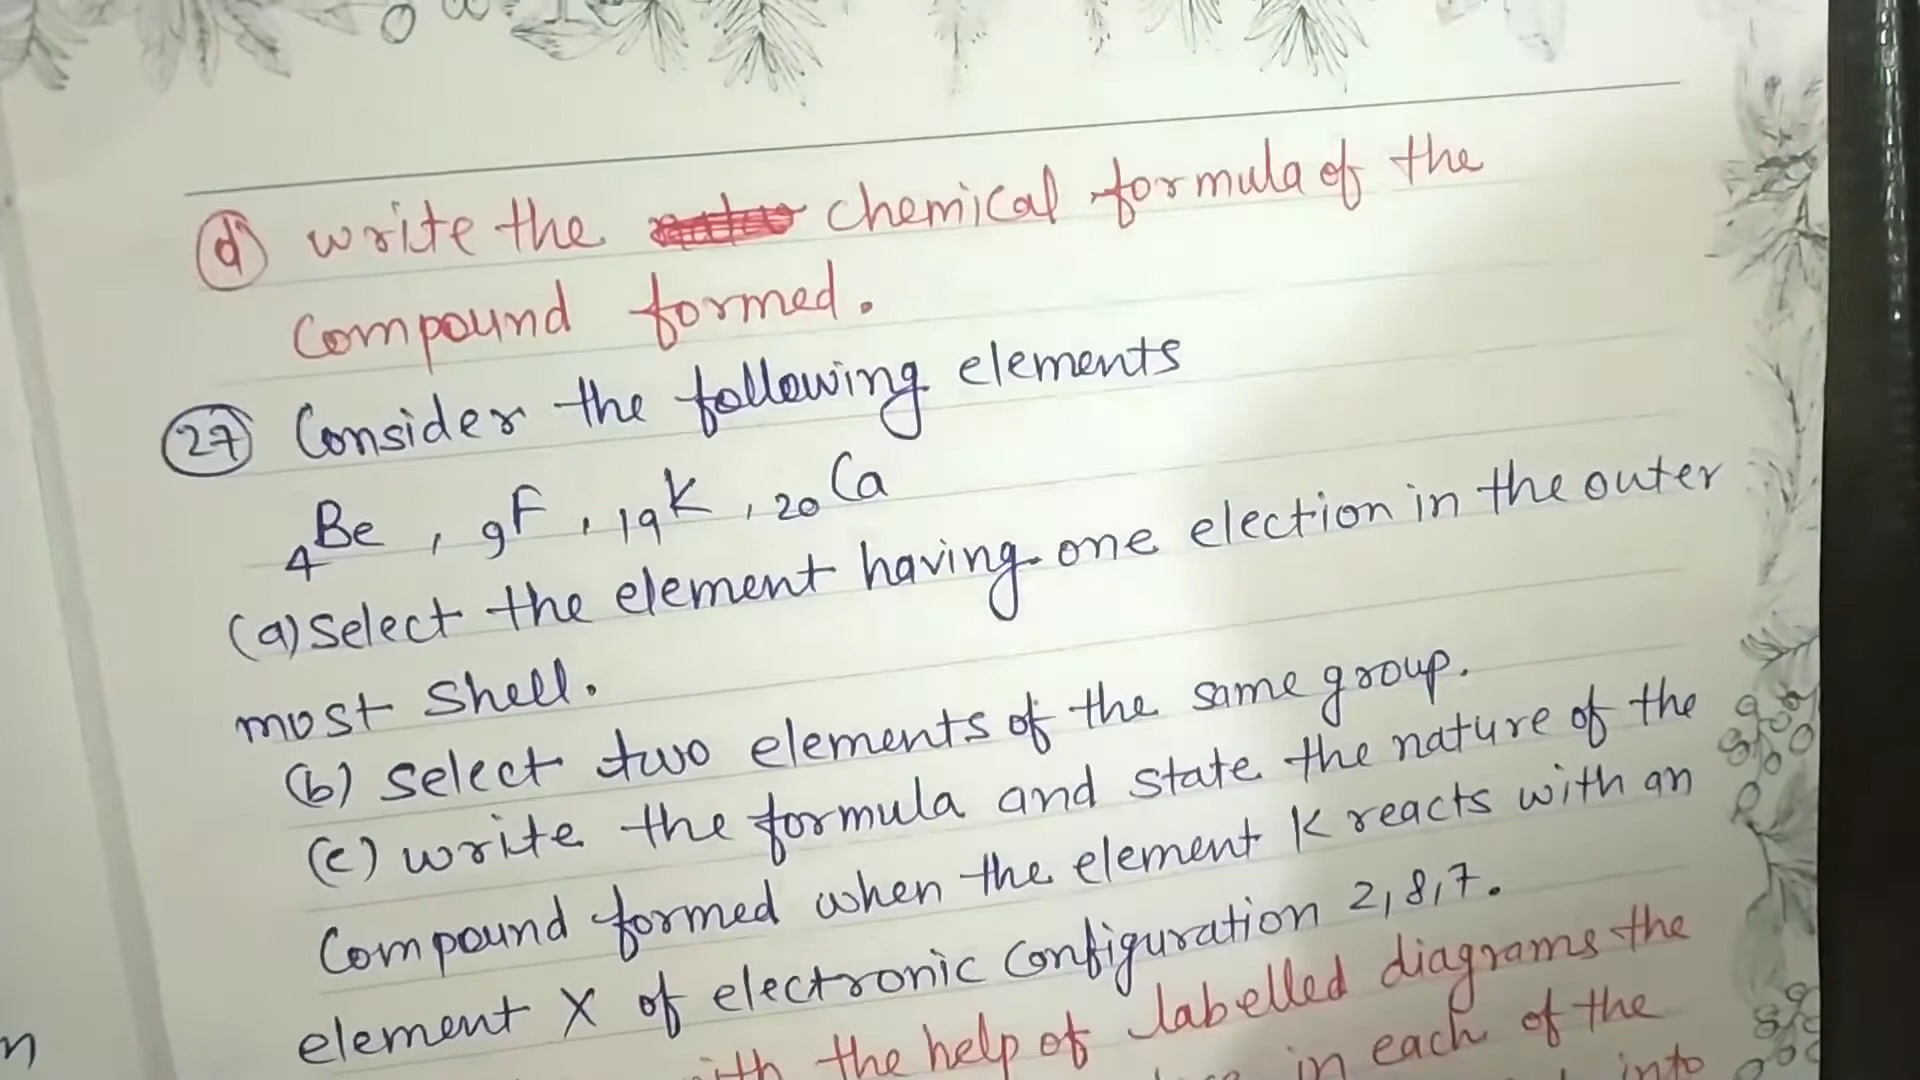 (d) write the chemical formula of the
compound formed.
(27) Consider the following elements
₄Be, ₉F, ₁₉K, ₂₀Ca
(a) select the element having one election in the outer
most shell.
(b) select two elements of the same group.
(c) write the formula and state the nature of the
Compound formed when the element K reacts with an
element X of electronic configuration 2,8,7.
the help of labelled diagrams the
in each of the
into
n